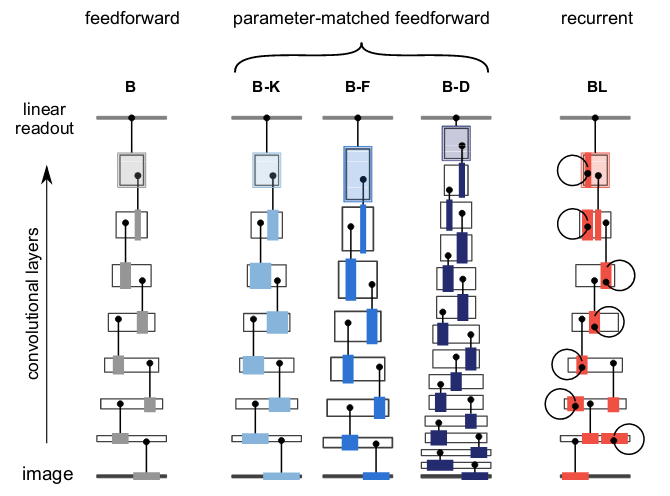 feedforward
parameter-matched feedforward
recurrent
B
B-K
B-F
B-D
BL
linear
readout
convolutional layers
image